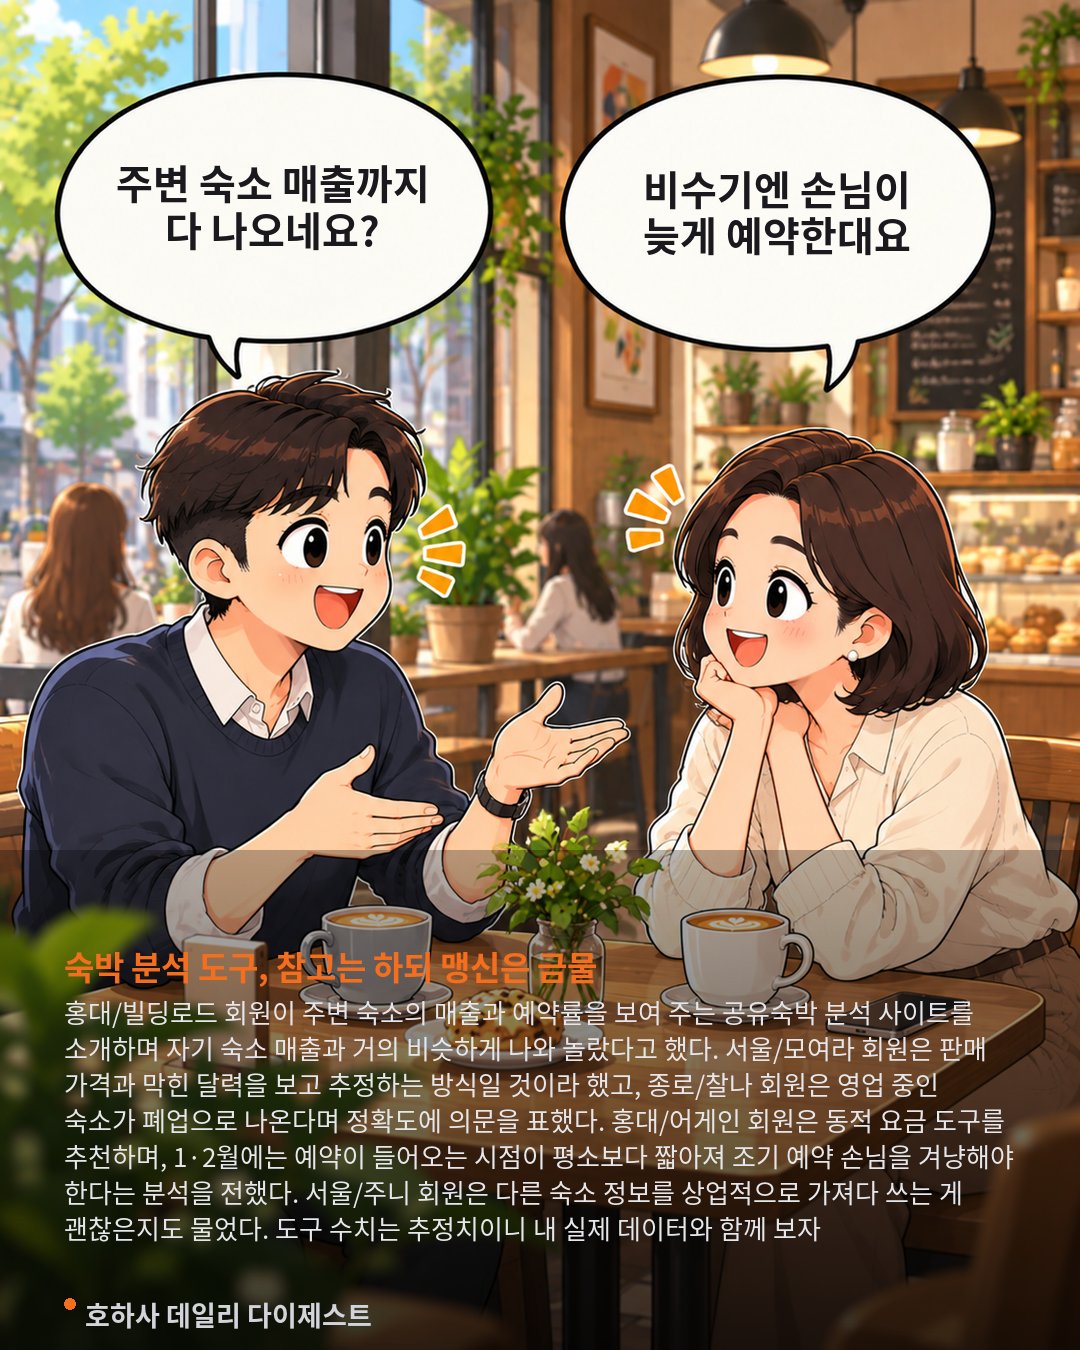 주변 숙소 매출까지
다 나오네요?
비수기엔 손님이
늦게 예약한대요
숙박 분석 도구, 참고는 하되 맹신은 금물
홍대/빌딩로드 회원이 주변 숙소의 매출과 예약률을 보여 주는 공유숙박 분석 사이트를
소개하며 자기 숙소 매출과 거의 비슷하게 나와 놀랐다고 했다. 서울/모여라 회원은 판매
가격과 막힌 달력을 보고 추정하는 방식일 것이라 했고, 종로/찰나 회원은 영업 중인
숙소가 폐업으로 나온다며 정확도에 의문을 표했다. 홍대/어게인 회원은 동적 요금 도구를
추천하며, 1·2월에는 예약이 들어오는 시점이 평소보다 짧아져 조기 예약 손님을 겨냥해야
한다는 분석을 전했다. 서울/주니 회원은 다른 숙소 정보를 상업적으로 가져다 쓰는 게
괜찮은지도 물었다. 도구 수치는 추정치이니 내 실제 데이터와 함께 보자
호하사 데일리 다이제스트